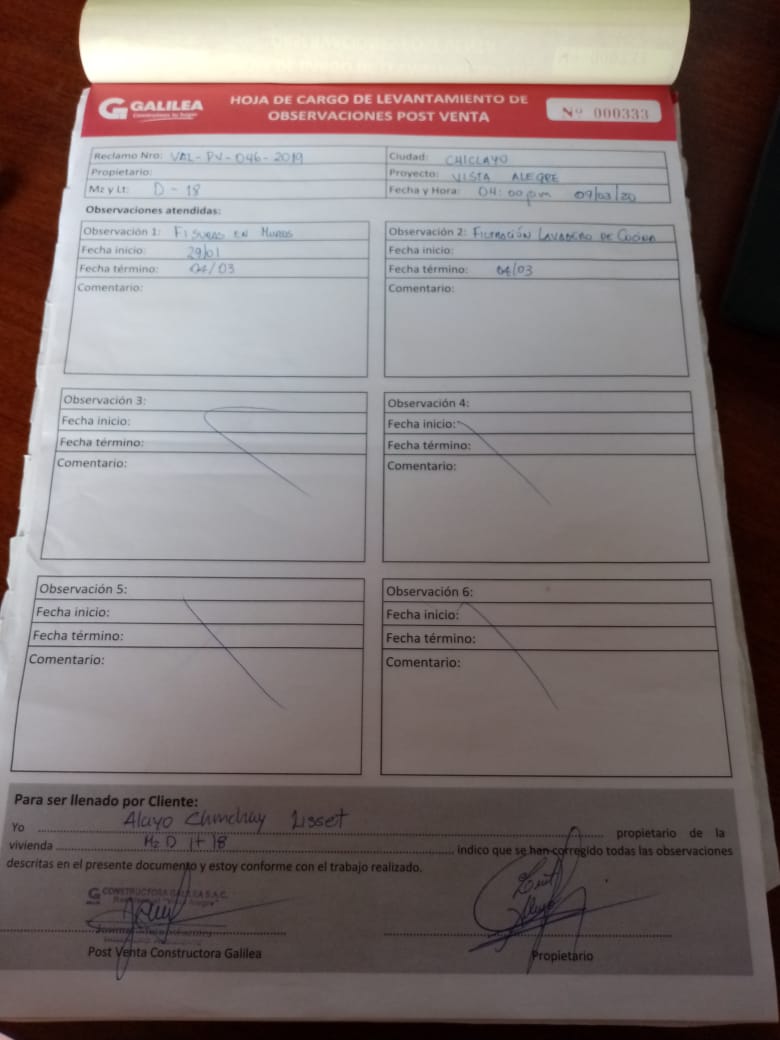 GALILEA
HOJA DE CARGO DE LEVANTAMIENTO DE
OBSERVACIONES POST VENTA
Nº 000333
Reclamo Nro: VAL-PV-046-2019
Ciudad: CHICLAYO
Propietario:
Proyecto: VISTA ALEGRE
Mz y Lt: D - 18
Fecha y Hora: 04:00 pm 09/03/20
Observaciones atendidas:
Observación 1: FISURAS EN MUROS
Fecha inicio: 29/01
Fecha término: 04/03
Comentario:
Observación 2: FILTRACIÓN LAVADERO DE COCINA
Fecha inicio:
Fecha término: 04/03
Comentario:
Observación 3:
Fecha inicio:
Fecha término:
Comentario:
Observación 4:
Fecha inicio:
Fecha término:
Comentario:
Observación 5:
Fecha inicio:
Fecha término:
Comentario:
Observación 6:
Fecha inicio:
Fecha término:
Comentario:
Para ser llenado por Cliente:
Yo Alayo Chinchay Lisset propietario de la
vivienda Mz D lt 18 indico que se han corregido todas las observaciones
descritas en el presente documento y estoy conforme con el trabajo realizado.
CONSTRUCTORA GALILEA S.A.C.
Post Venta Constructora Galilea
Propietario